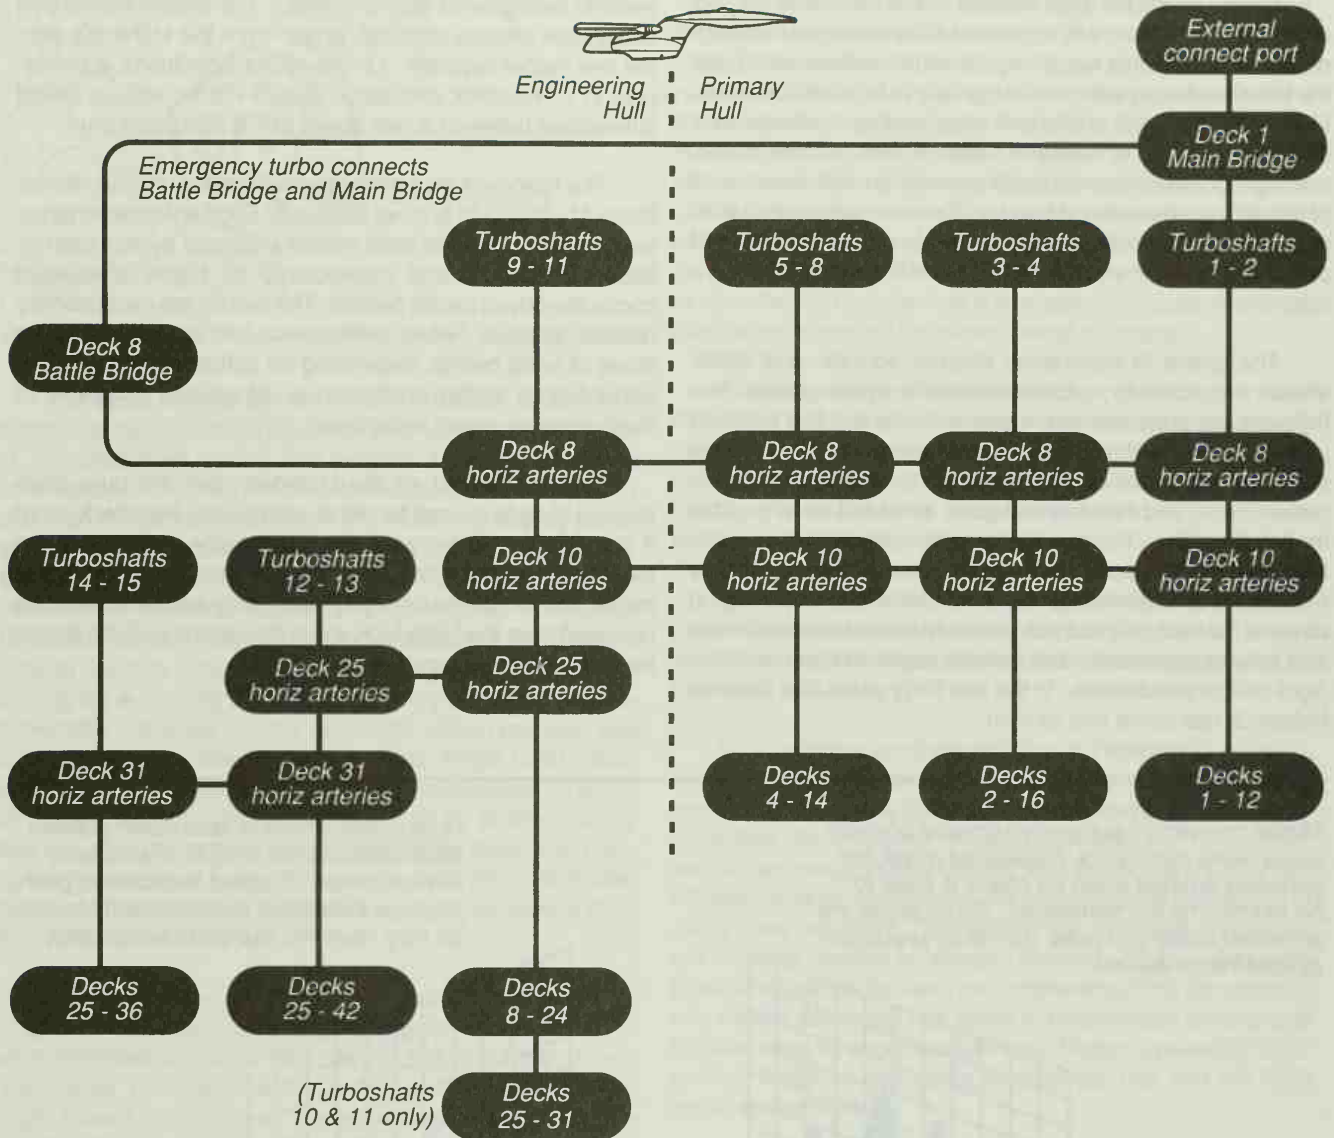 External
connect port
Engineering
Hull
Primary
Hull
Deck 1
Main Bridge
Emergency turbo connects
Battle Bridge and Main Bridge
Turboshafts
9 - 11
Turboshafts
5 - 8
Turboshafts
3 - 4
Turboshafts
1 - 2
Deck 8
Battle Bridge
Deck 8
horiz arteries
Deck 8
horiz arteries
Deck 8
horiz arteries
Deck 8
horiz arteries
Turboshafts
14 - 15
Turboshafts
12 - 13
Deck 10
horiz arteries
Deck 10
horiz arteries
Deck 10
horiz arteries
Deck 10
horiz arteries
Deck 25
horiz arteries
Deck 25
horiz arteries
Deck 31
horiz arteries
Deck 31
horiz arteries
Decks
4 - 14
Decks
2 - 16
Decks
1 - 12
Decks
25 - 36
Decks
25 - 42
Decks
8 - 24
(Turboshafts
10 & 11 only)
Decks
25 - 31